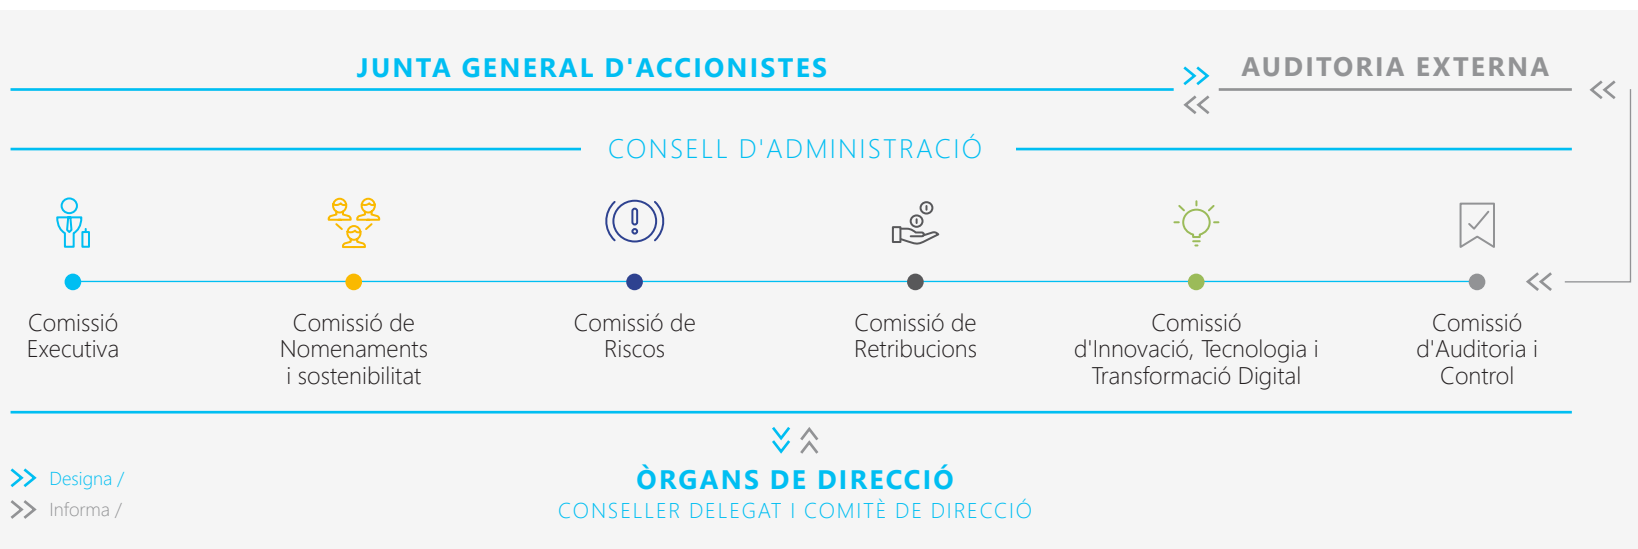 JUNTA GENERAL D'ACCIONISTES
AUDITORIA EXTERNA
CONSELL D'ADMINISTRACIÓ
Comissió
Executiva
Comissió de
Nomenaments
i sostenibilitat
Comissió de
Riscos
Comissió de
Retribucions
Comissió
d'Innovació, Tecnologia i
Transformació Digital
Comissió
d'Auditoria i
Control
Designa /
Informa /
ÒRGANS DE DIRECCIÓ
CONSELLER DELEGAT I COMITÈ DE DIRECCIÓ